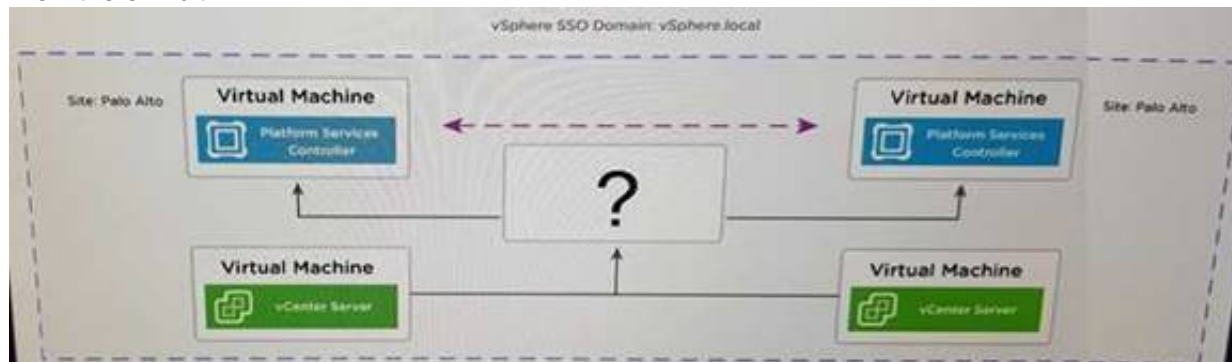 vSphere SSO Domain: vSphere.local
Site: Palo Alto
Virtual Machine
Platform Services
Controller
Virtual Machine
Platform Services
Controller
Site: Palo Alto
?
Virtual Machine
vCenter Server
Virtual Machine
vCenter Server